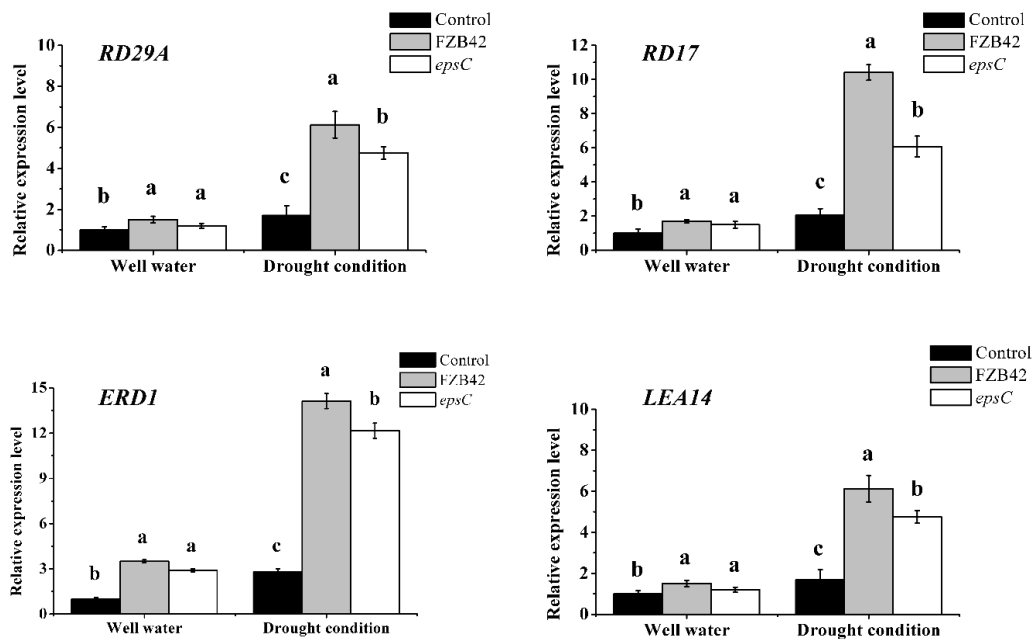 Control
FZB42
epsC
RD29A
Relative expression level
10
8
6
4
2
0
b
a
a
c
a
b
Well water
Drought condition
Control
FZB42
epsC
RD17
Relative expression level
12
10
8
6
4
2
0
b
a
a
c
a
b
Well water
Drought condition
Control
FZB42
epsC
ERD1
Relative expression level
15
12
9
6
3
0
b
a
a
c
a
b
Well water
Drought condition
Control
FZB42
epsC
LEA14
Relative expression level
10
8
6
4
2
0
b
a
a
c
a
b
Well water
Drought condition